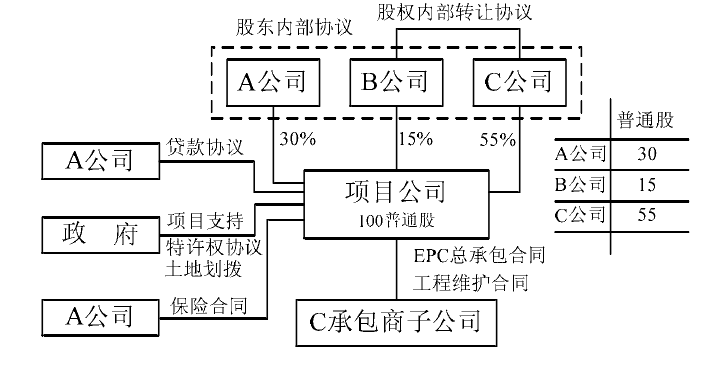 股权内部转让协议
股东内部协议
A公司
B公司
C公司
30%
15%
55%
普通股
A公司 30
B公司 15
C公司 55
A公司
贷款协议
项目公司
100普通股
政 府
项目支持
特许权协议
土地划拨
EPC总承包合同
工程维护合同
A公司
保险合同
C承包商子公司